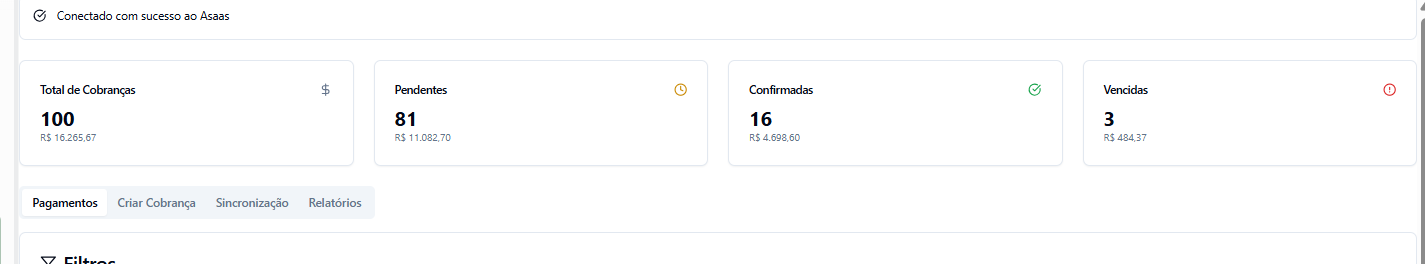 Conectado com sucesso ao Asaas
Total de Cobranças
100
R$ 16.265,67
Pendentes
81
R$ 11.082,70
Confirmadas
16
R$ 4.698,60
Vencidas
3
R$ 484,37
Pagamentos Criar Cobrança Sincronização Relatórios
Filtros